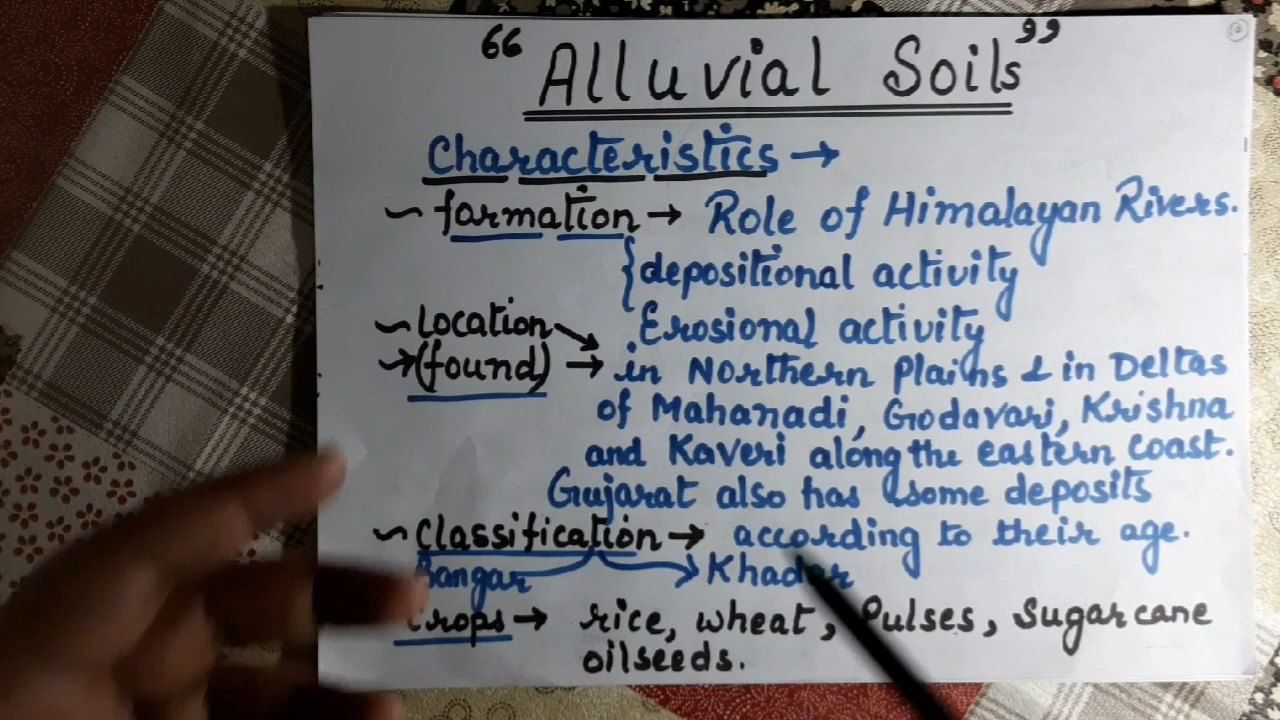 “Alluvial Soils”
Characteristics →
~ formation → Role of Himalayan Rivers.
{depositional activity
~ Location Erosional activity
→(found) → in Northern Plains & in Deltas
of Mahanadi, Godavari, Krishna
and Kaveri along the eastern coast.
Gujarat also has some deposits
~ Classification → according to their age.
Bangar Khadar
Crops → rice, wheat, Pulses, Sugarcane
oilseeds.